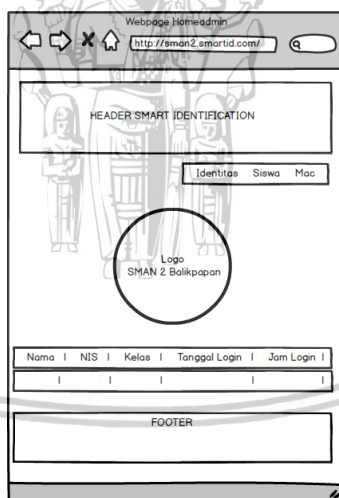 Webpage Homeadmin
http://sman2.smartid.com/
HEADER SMART IDENTIFICATION
Identitas Siswa Mac
Logo
SMAN 2 Balikpapan
Nama | NIS | Kelas | Tanggal Login | Jam Login |
| | | | |
FOOTER